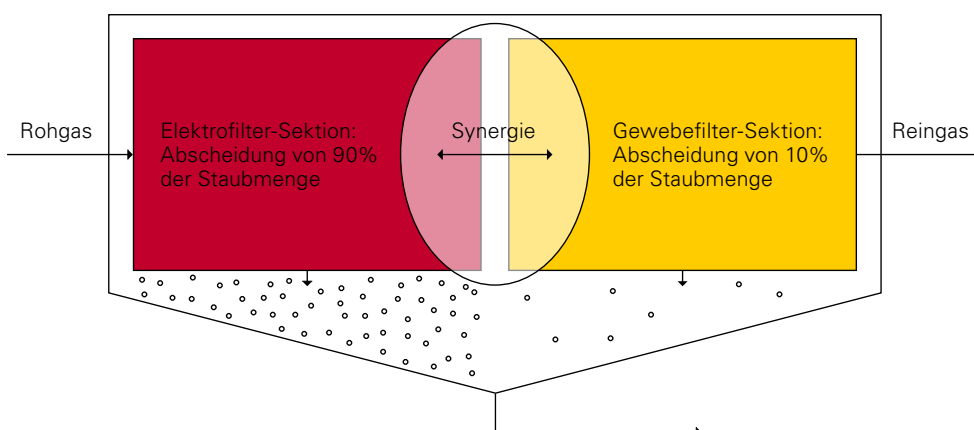 Rohgas
Elektrofilter-Sektion:
Abscheidung von 90%
der Staubmenge
Synergie
Gewebefilter-Sektion:
Abscheidung von 10%
der Staubmenge
Reingas